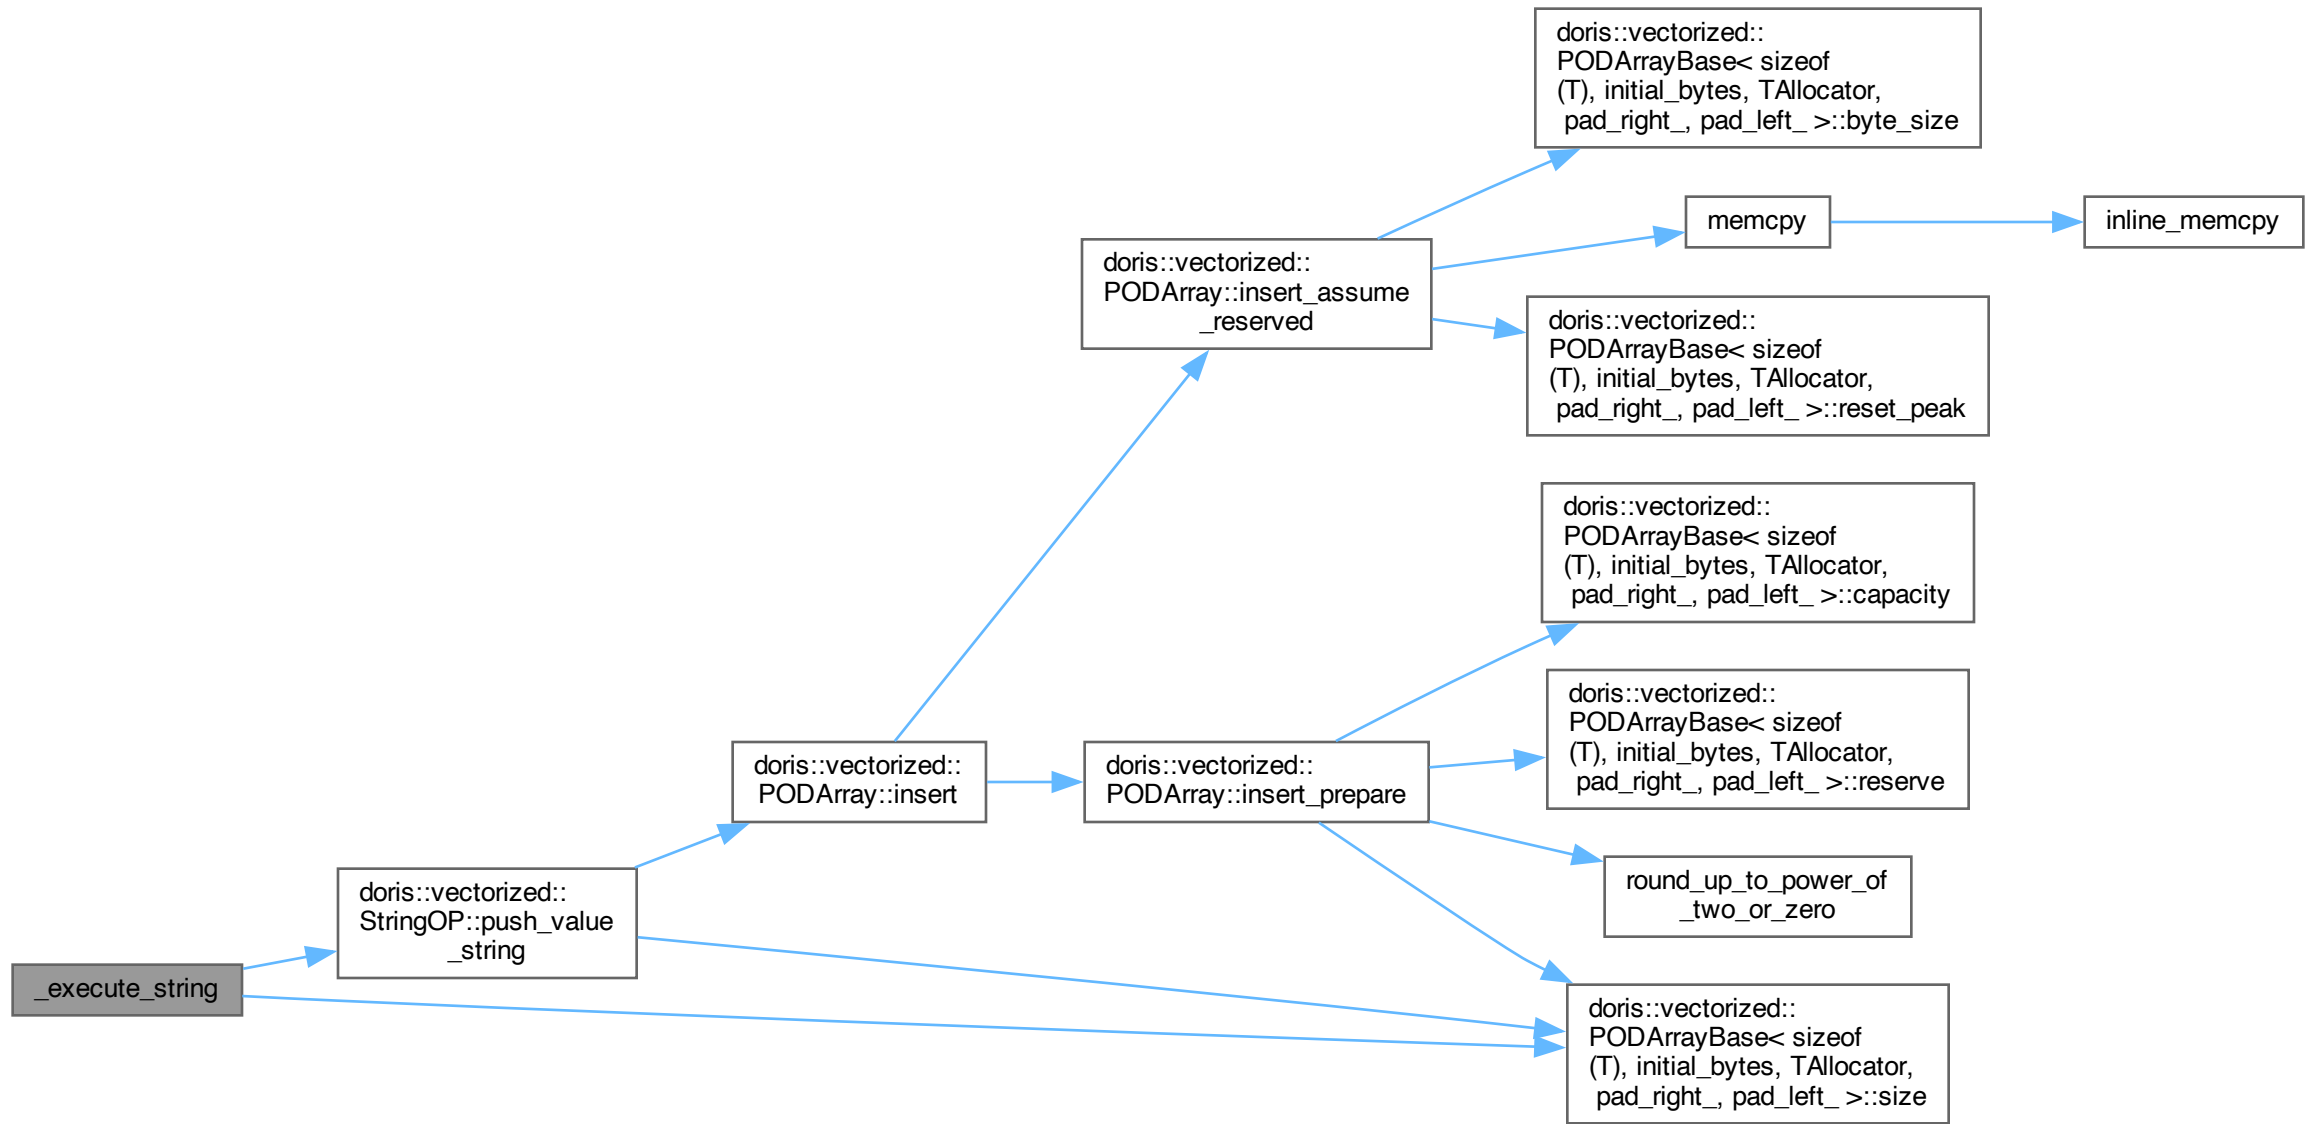 doris::vectorized::
PODArrayBase< sizeof
(T), initial_bytes, TAllocator,
pad_right_, pad_left_ >::byte_size
memcpy
inline_memcpy
doris::vectorized::
PODArray::insert_assume
_reserved
doris::vectorized::
PODArrayBase< sizeof
(T), initial_bytes, TAllocator,
pad_right_, pad_left_ >::reset_peak
doris::vectorized::
PODArrayBase< sizeof
(T), initial_bytes, TAllocator,
pad_right_, pad_left_ >::capacity
doris::vectorized::
PODArrayBase< sizeof
(T), initial_bytes, TAllocator,
pad_right_, pad_left_ >::reserve
doris::vectorized::
PODArray::insert
doris::vectorized::
PODArray::insert_prepare
round_up_to_power_of
_two_or_zero
doris::vectorized::
StringOP::push_value
_string
_execute_string
doris::vectorized::
PODArrayBase< sizeof
(T), initial_bytes, TAllocator,
pad_right_, pad_left_ >::size